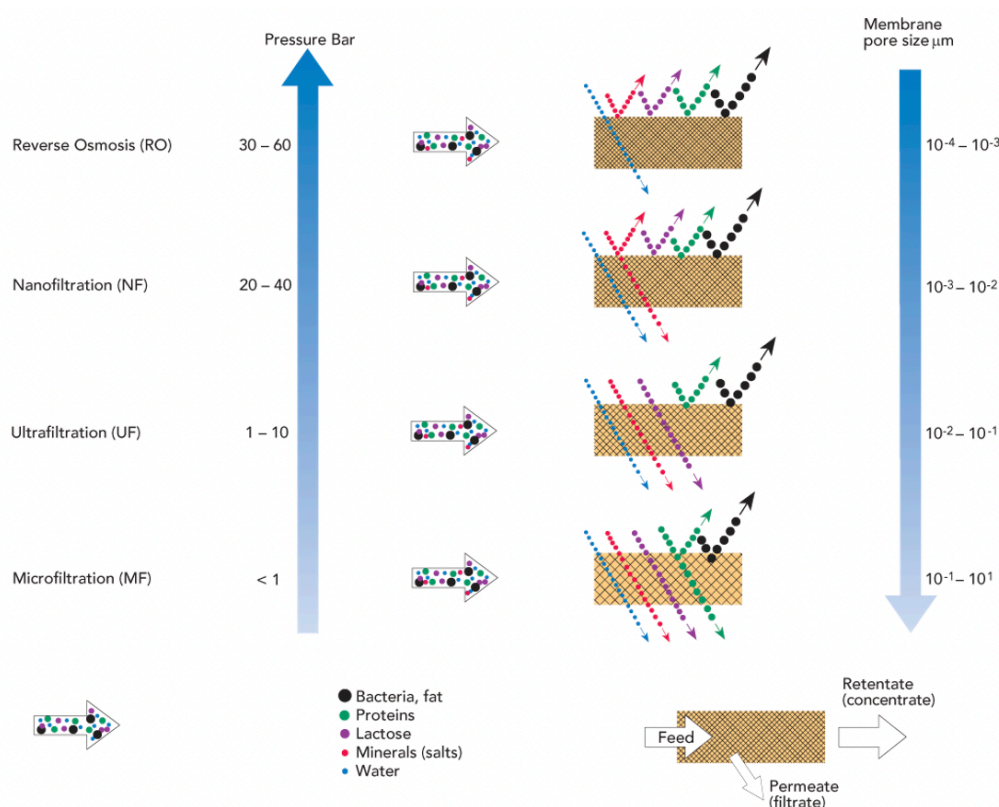 Pressure Bar
Membrane
pore size μm
Reverse Osmosis (RO)
30 – 60
10⁻⁴ – 10⁻³
Nanofiltration (NF)
20 – 40
10⁻³ – 10⁻²
Ultrafiltration (UF)
1 – 10
10⁻² – 10⁻¹
Microfiltration (MF)
< 1
10⁻¹ – 10¹
Bacteria, fat
Proteins
Lactose
Minerals (salts)
Water
Retentate
(concentrate)
Feed
Permeate
(filtrate)